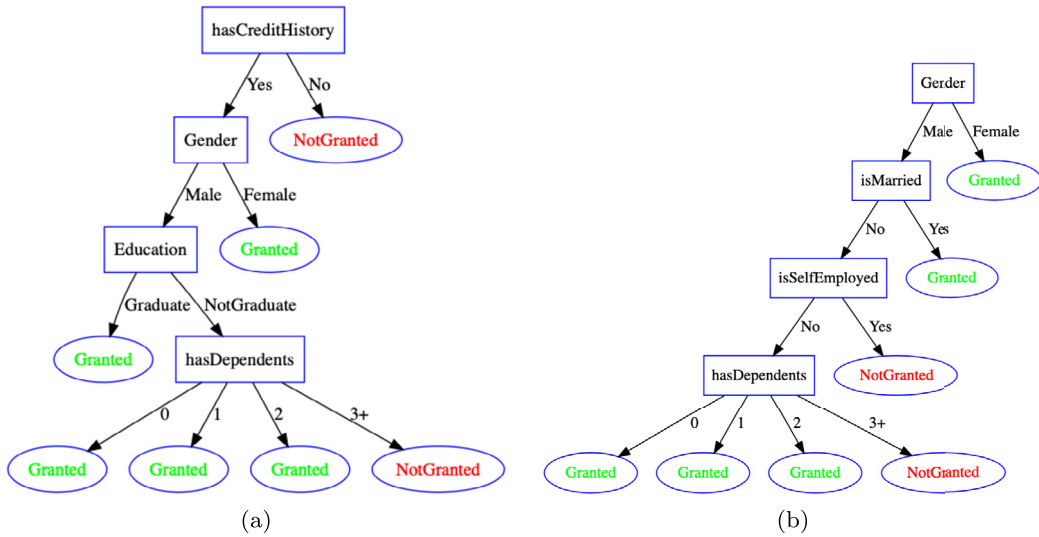 hasCreditHistory
Yes
No
Gender
NotGranted
Male
Female
Education
Granted
Graduate
NotGraduate
Granted
hasDependents
0
1
2
3+
Granted
Granted
Granted
NotGranted
(a)
Gender
Male
Female
isMarried
Granted
No
Yes
isSelfEmployed
Granted
No
Yes
hasDependents
NotGranted
0
1
2
3+
Granted
Granted
Granted
NotGranted
(b)